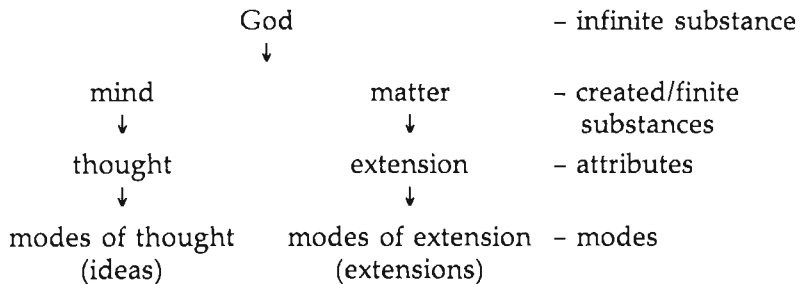 God – infinite substance
↓
mind matter – created/finite
↓ ↓ substances
thought extension – attributes
↓ ↓
modes of thought modes of extension – modes
(ideas) (extensions)